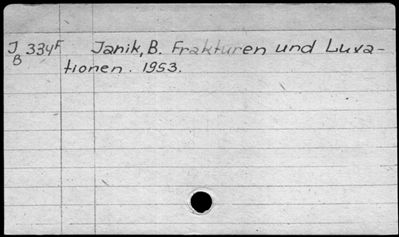 J 334F Janik, B. Frakturen und Luxa-
B tionen. 1953.